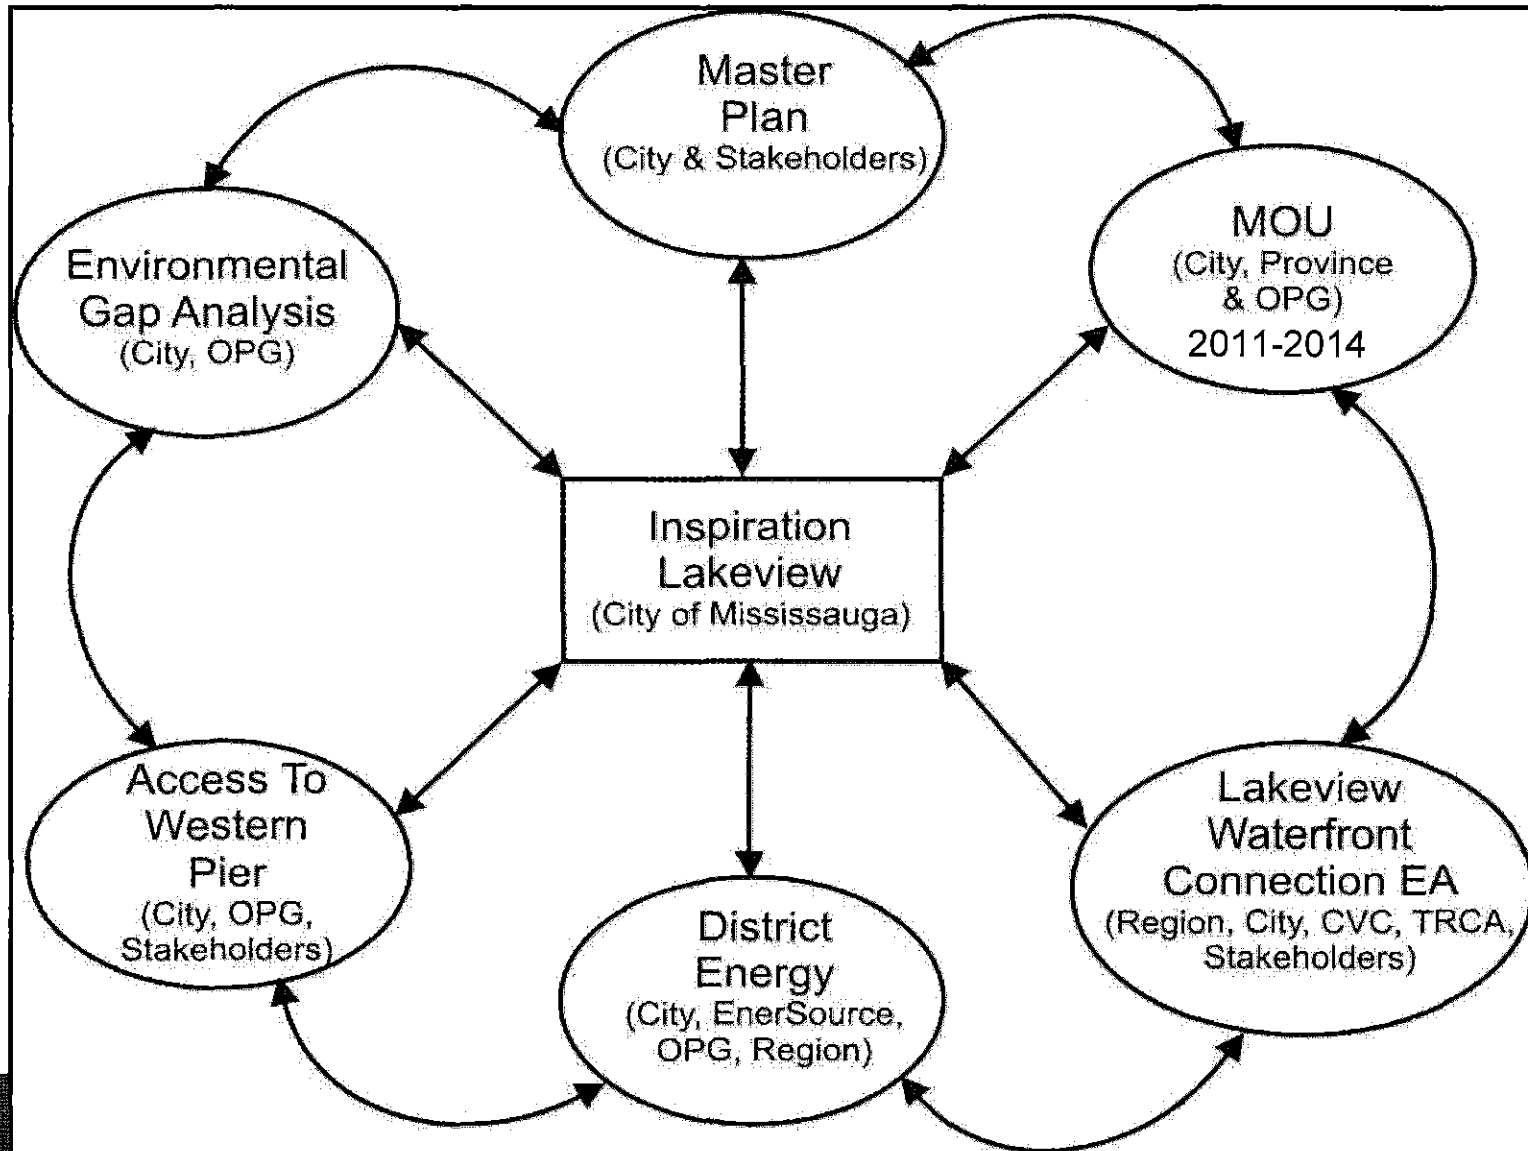 Master
Plan
(City & Stakeholders)
MOU
(City, Province
& OPG)
2011-2014
Environmental
Gap Analysis
(City, OPG)
Inspiration
Lakeview
(City of Mississauga)
Access To
Western
Pier
(City, OPG,
Stakeholders)
District
Energy
(City, EnerSource,
OPG, Region)
Lakeview
Waterfront
Connection EA
(Region, City, CVC, TRCA,
Stakeholders)